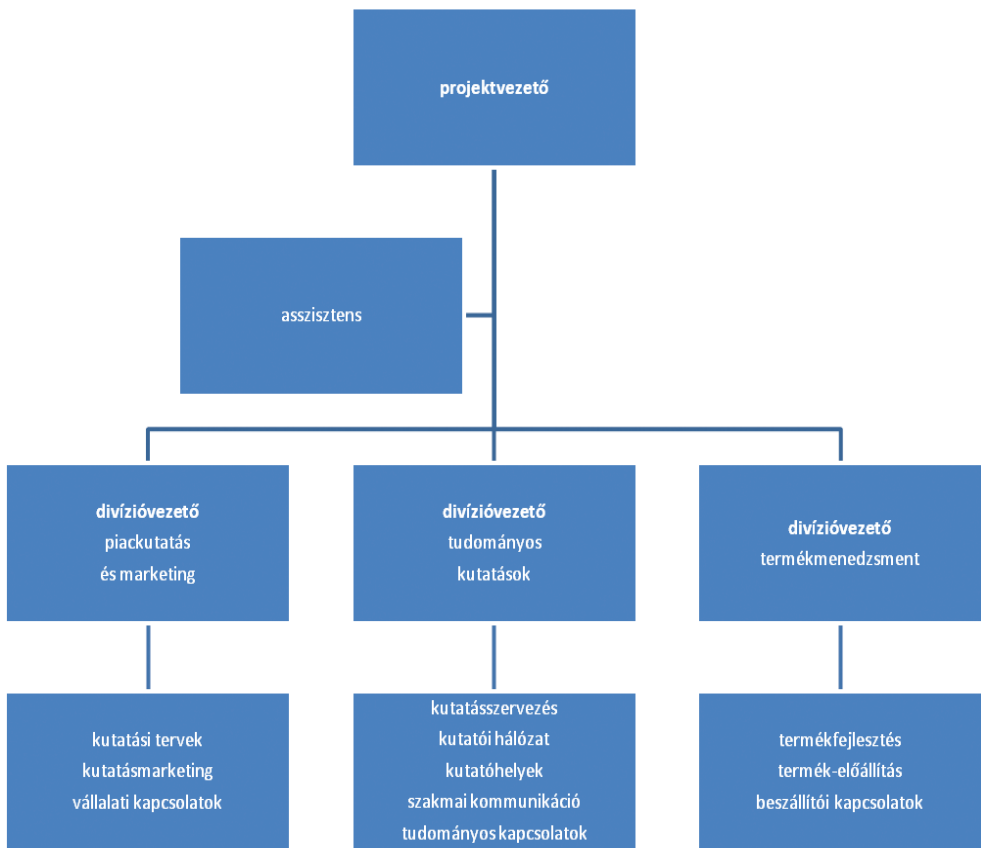 projektvezető
asszisztens
divízióvezető
piackutatás
és marketing
divízióvezető
tudományos
kutatások
divízióvezető
termékmenedzsment
kutatási tervek
kutatásmarketing
vállalati kapcsolatok
kutatásszervezés
kutatói hálózat
kutatóhelyek
szakmai kommunikáció
tudományos kapcsolatok
termékfejlesztés
termék-előállítás
beszállítói kapcsolatok